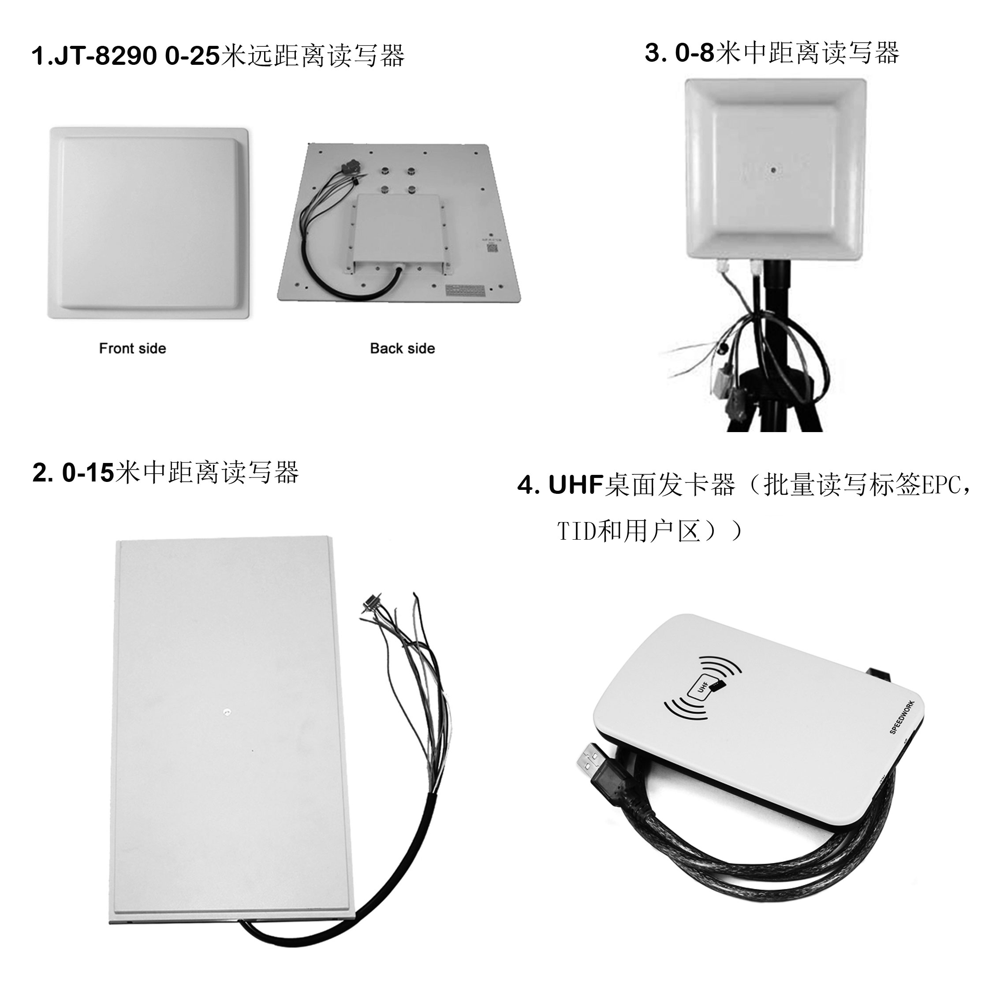 1.JT-8290 0-25米远距离读写器
Front side
Back side
3. 0-8米中距离读写器
2. 0-15米中距离读写器
4. UHF桌面发卡器（批量读写标签EPC，
TID和用户区））
UHF
SPEEDWORK